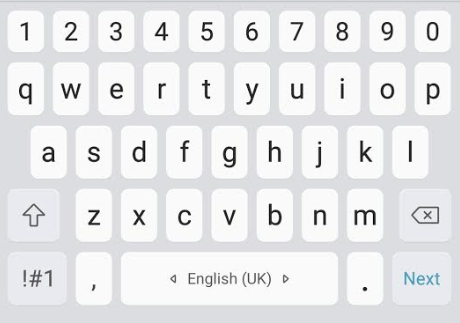 1 2 3 4 5 6 7 8 9 0
q w e r t y u i o p
a s d f g h j k l
z x c v b n m
!#1 , English (UK) . Next